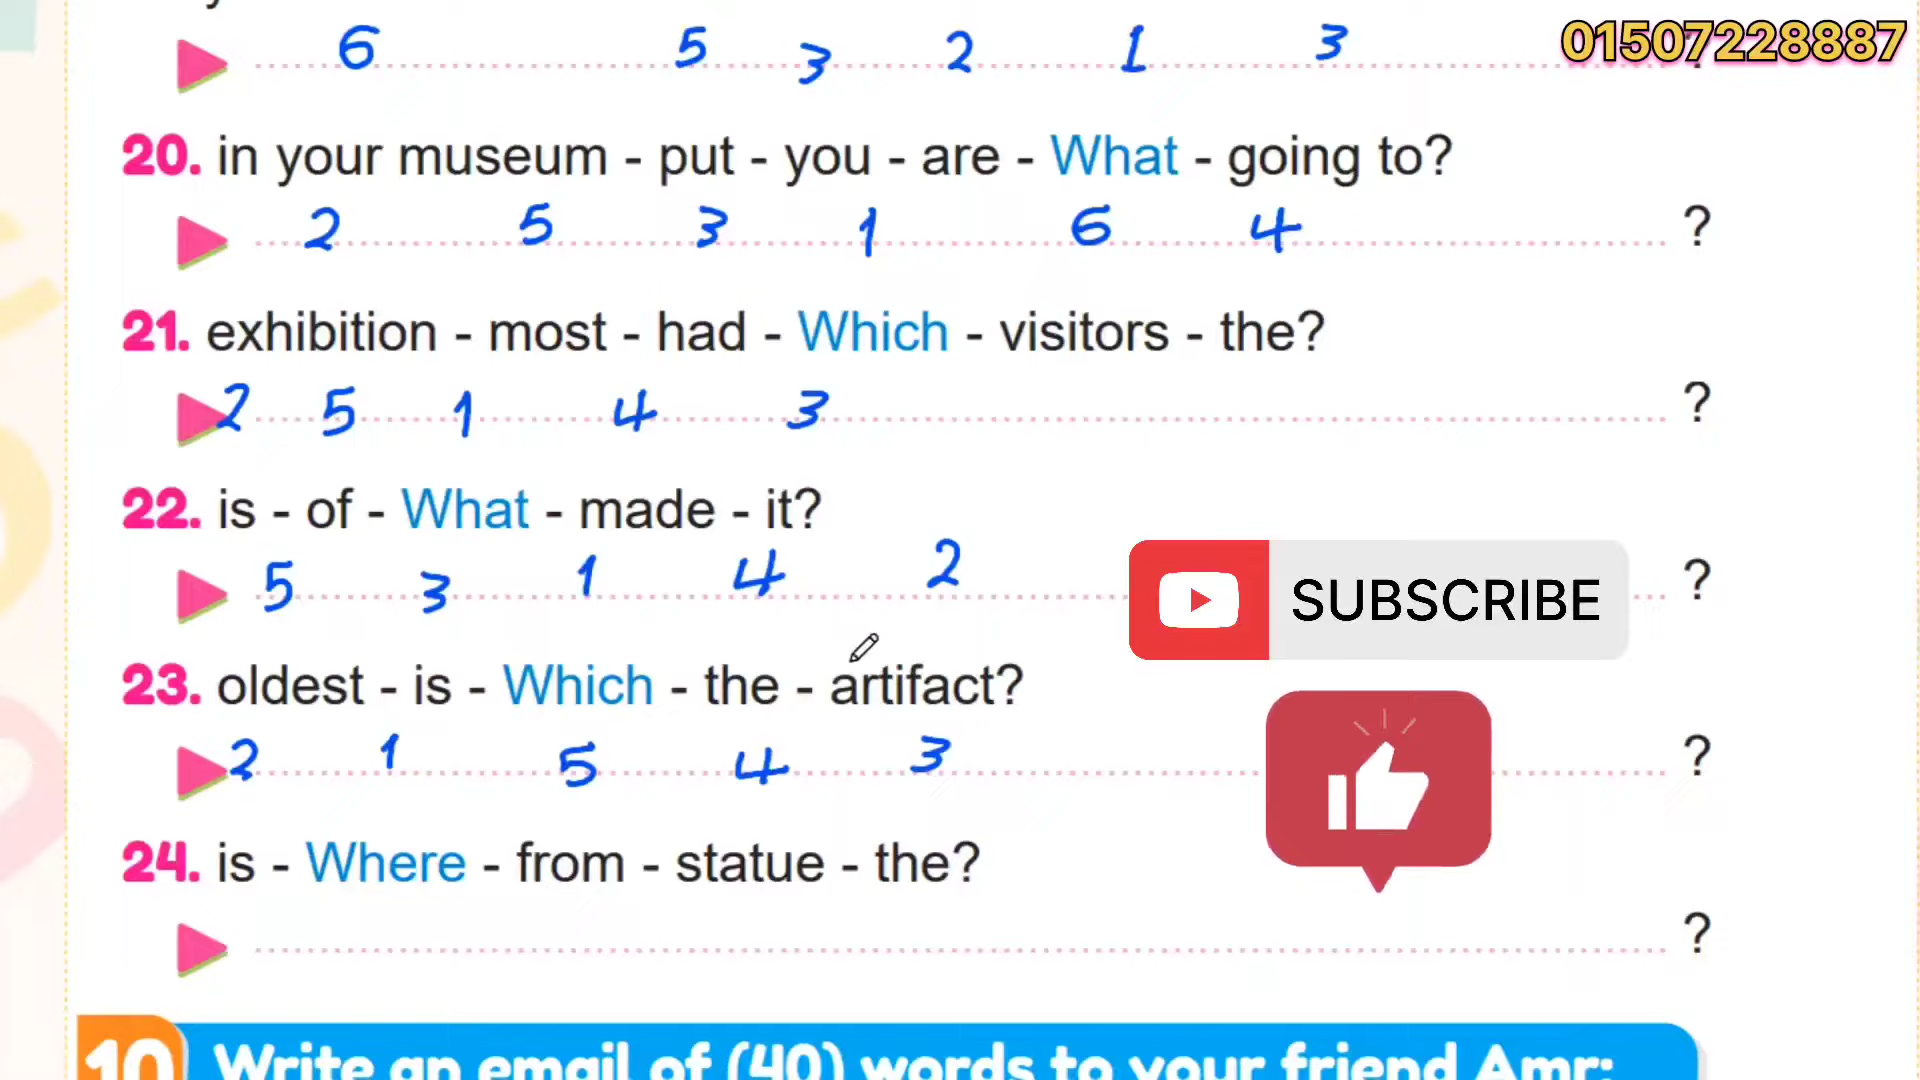 01507228887
6 5 3 2 1 3 ?
20. in your museum - put - you - are - What - going to?
2 5 3 1 6 4 ?
21. exhibition - most - had - Which - visitors - the?
2 5 1 4 3 ?
22. is - of - What - made - it?
5 3 1 4 2 ?
SUBSCRIBE
23. oldest - is - Which - the - artifact?
2 1 5 4 3 ?
24. is - Where - from - statue - the?
?
10 Write an email of (40) words to your friend Amr: